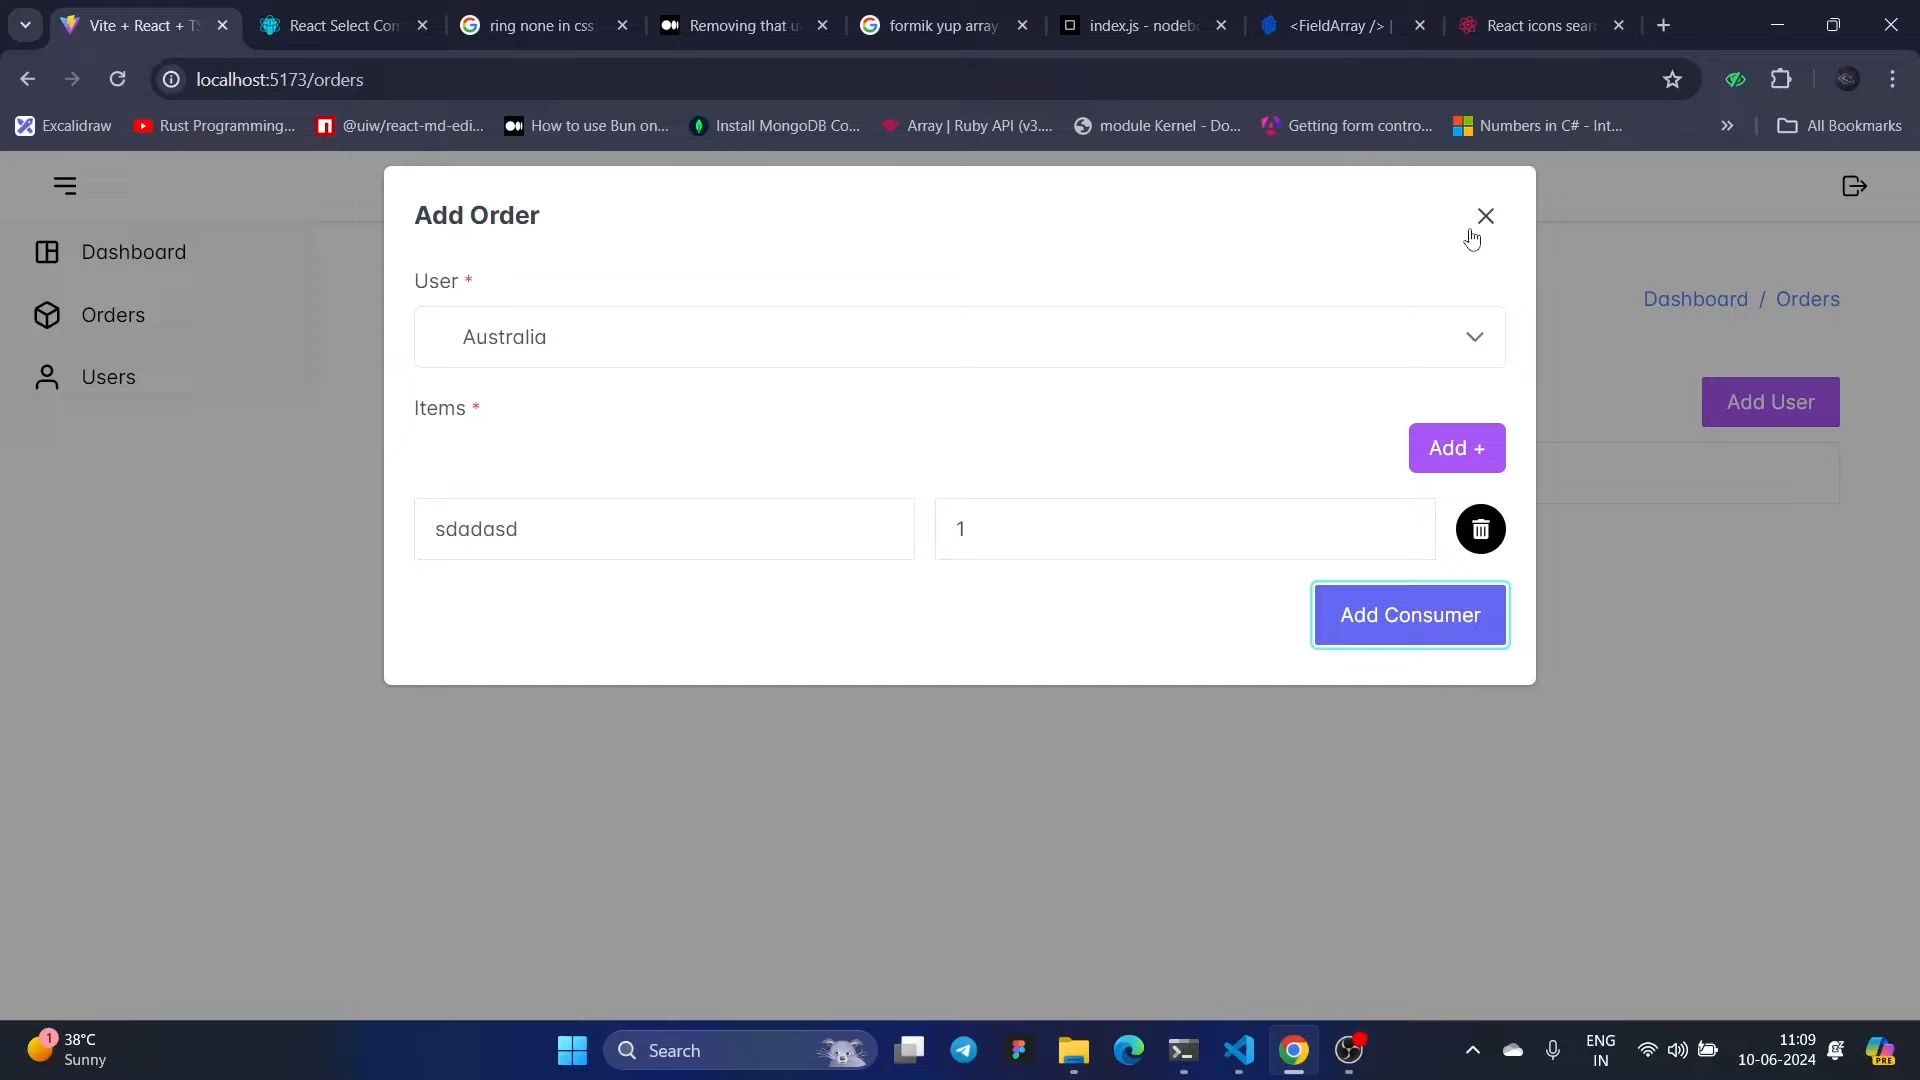 Vite + React + TS
React Select Con
ring none in css
Removing that u
formik yup array
index.js - nodeb
<FieldArray /> |
React icons sear
localhost:5173/orders
Excalidraw
Rust Programming...
@uiw/react-md-edi...
How to use Bun on...
Install MongoDB Co...
Array | Ruby API (v3....
module Kernel - Do...
Getting form contro...
Numbers in C# - Int...
All Bookmarks
Add Order
User *
Australia
Items *
Add +
sdadasd
1
Add Consumer
Dashboard
Orders
Users
Dashboard / Orders
Add User
1
38°C
Sunny
Search
ENG
IN
11:09
10-06-2024
PRE